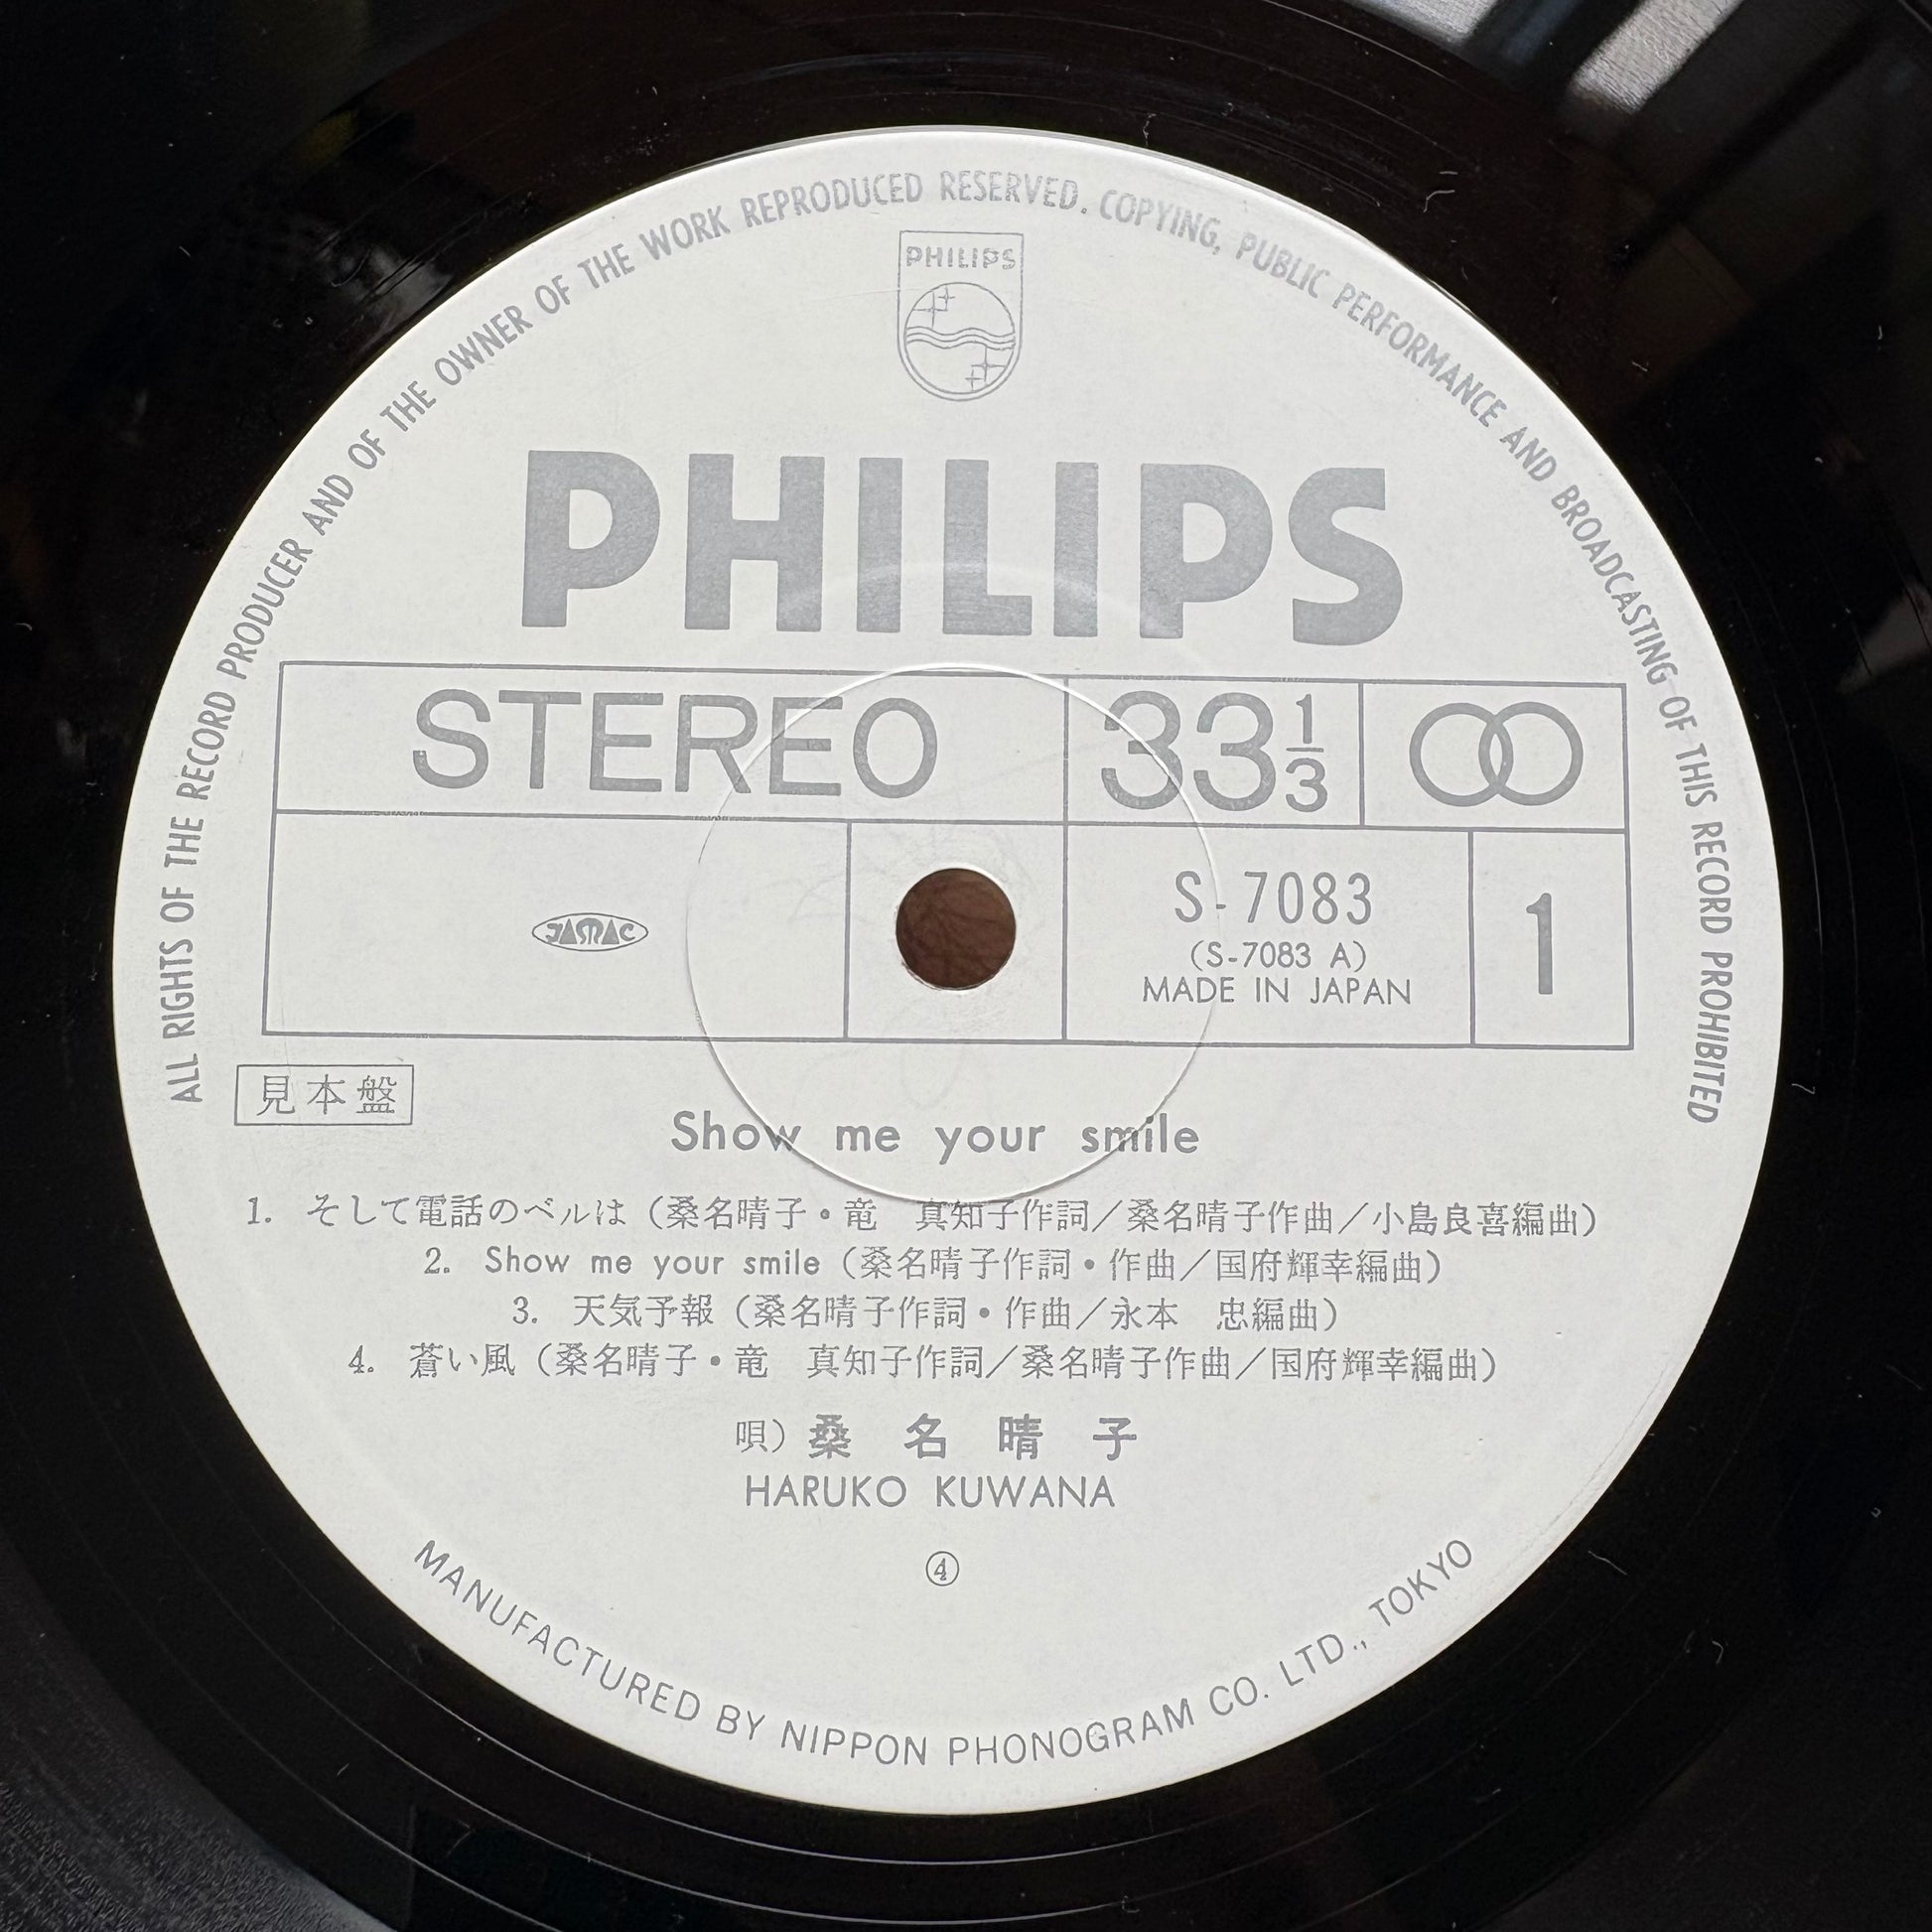 ALL RIGHTS OF THE RECORD PRODUCER AND OF THE OWNER OF THE WORK REPRODUCED RESERVED. COPYING, PUBLIC PERFORMANCE AND BROADCASTING OF THIS RECORD PROHIBITED
PHILIPS
PHILIPS
STEREO
33 1/3
JASRAC
S-7083
(S-7083 A)
MADE IN JAPAN
1
見本盤
Show me your smile
1. そして電話のベルは（桑名晴子・竜　真知子作詞／桑名晴子作曲／小島良喜編曲）
2. Show me your smile（桑名晴子作詞・作曲／国府輝幸編曲）
3. 天気予報（桑名晴子作詞・作曲／永本　忠編曲）
4. 蒼い風（桑名晴子・竜　真知子作詞／桑名晴子作曲／国府輝幸編曲）
唄）桑名晴子
HARUKO KUWANA
④
MANUFACTURED BY NIPPON PHONOGRAM CO. LTD., TOKYO